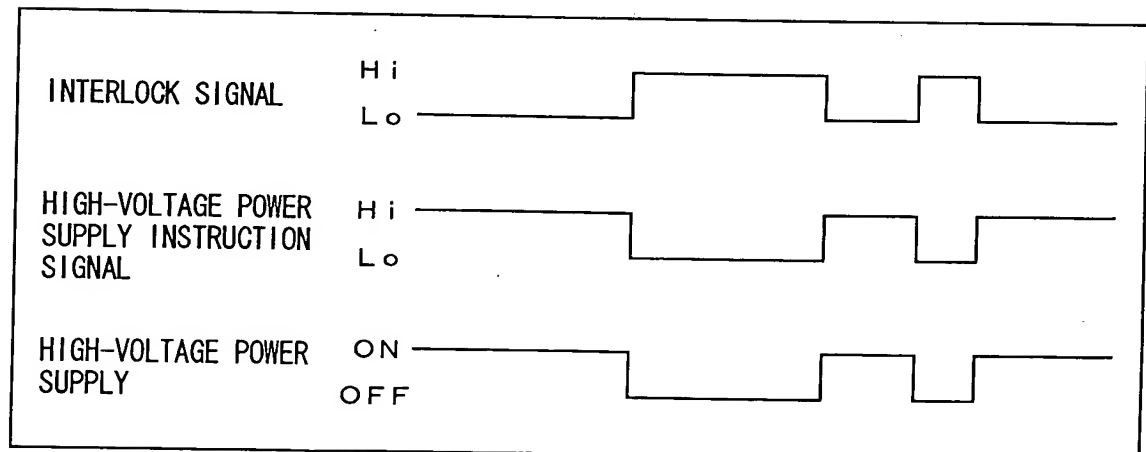 INTERLOCK SIGNAL
Hi
Lo
HIGH-VOLTAGE POWER
SUPPLY INSTRUCTION
SIGNAL
Hi
Lo
HIGH-VOLTAGE POWER
SUPPLY
ON
OFF